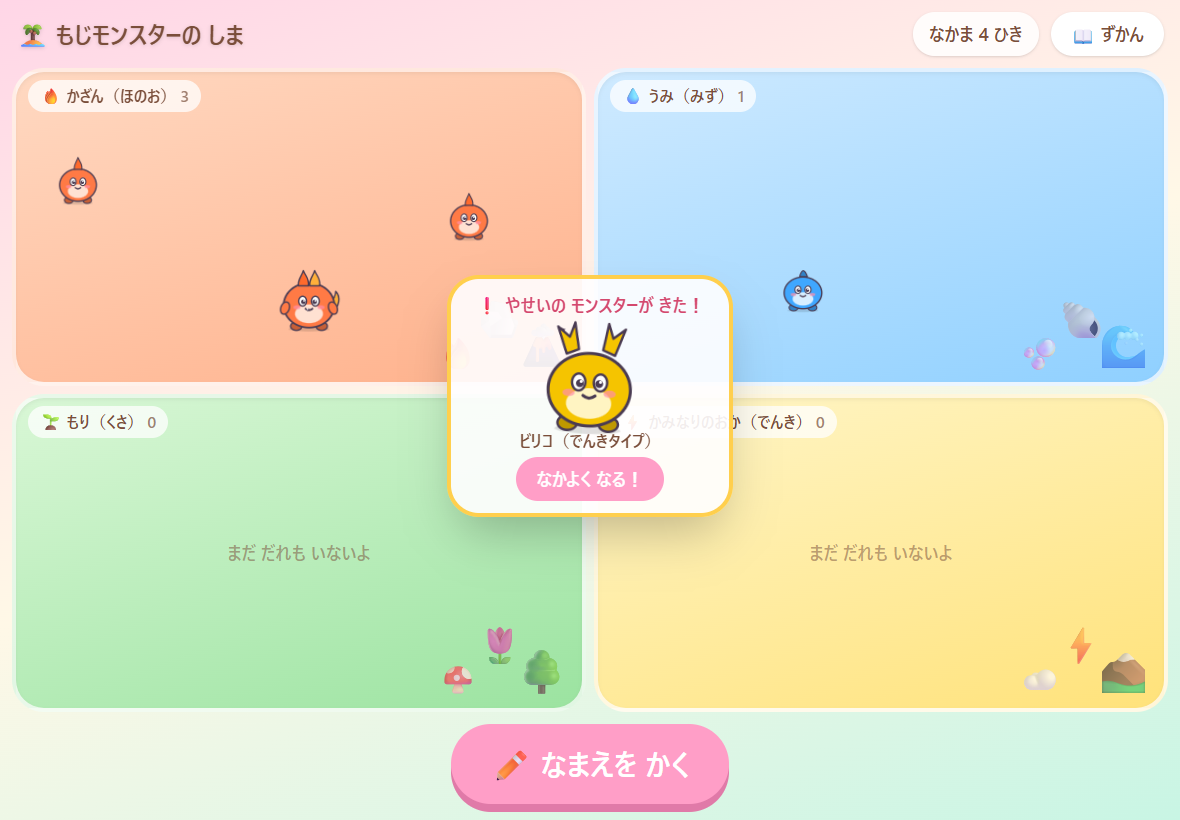 もじモンスターの しま
なかま 4 ひき
ずかん
かざん（ほのお） 3
うみ（みず） 1
やせいの モンスターが きた！
ビリコ（でんきタイプ）
なかよく なる！
もり（くさ） 0
かみなりのおか（でんき） 0
まだ だれも いないよ
まだ だれも いないよ
なまえを かく